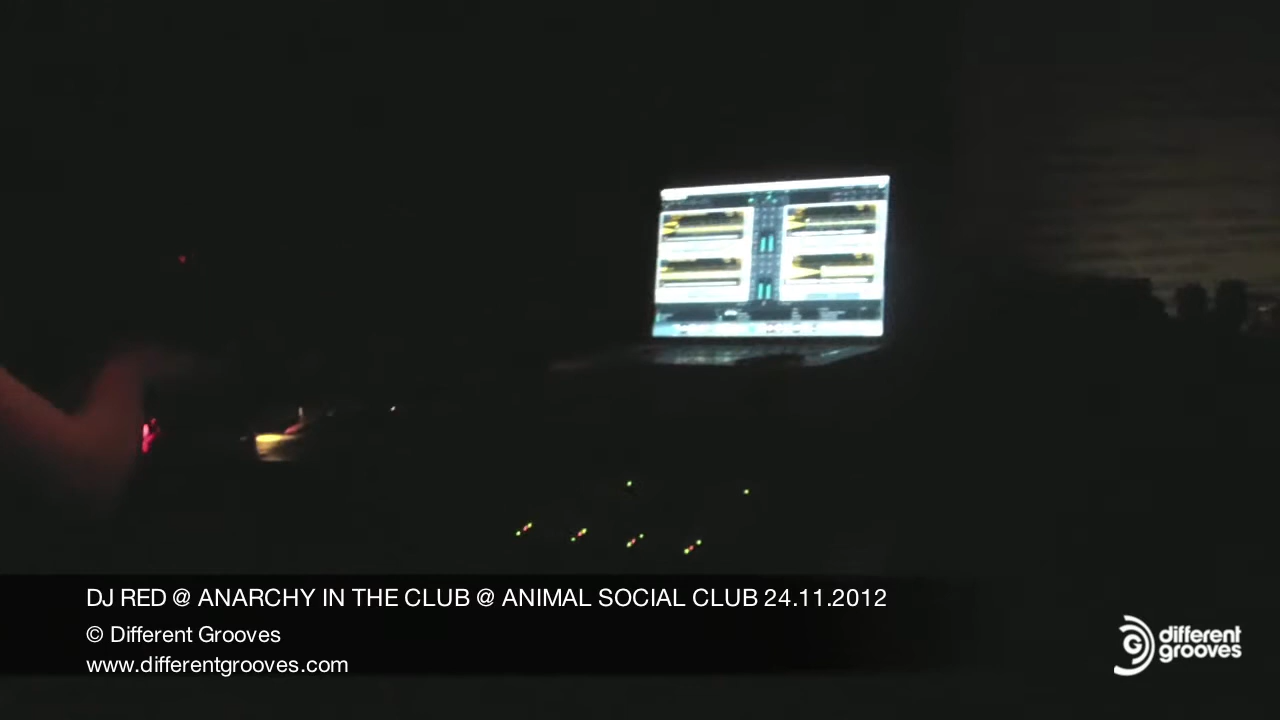 DJ RED @ ANARCHY IN THE CLUB @ ANIMAL SOCIAL CLUB 24.11.2012
© Different Grooves
www.differentgrooves.com
different
grooves